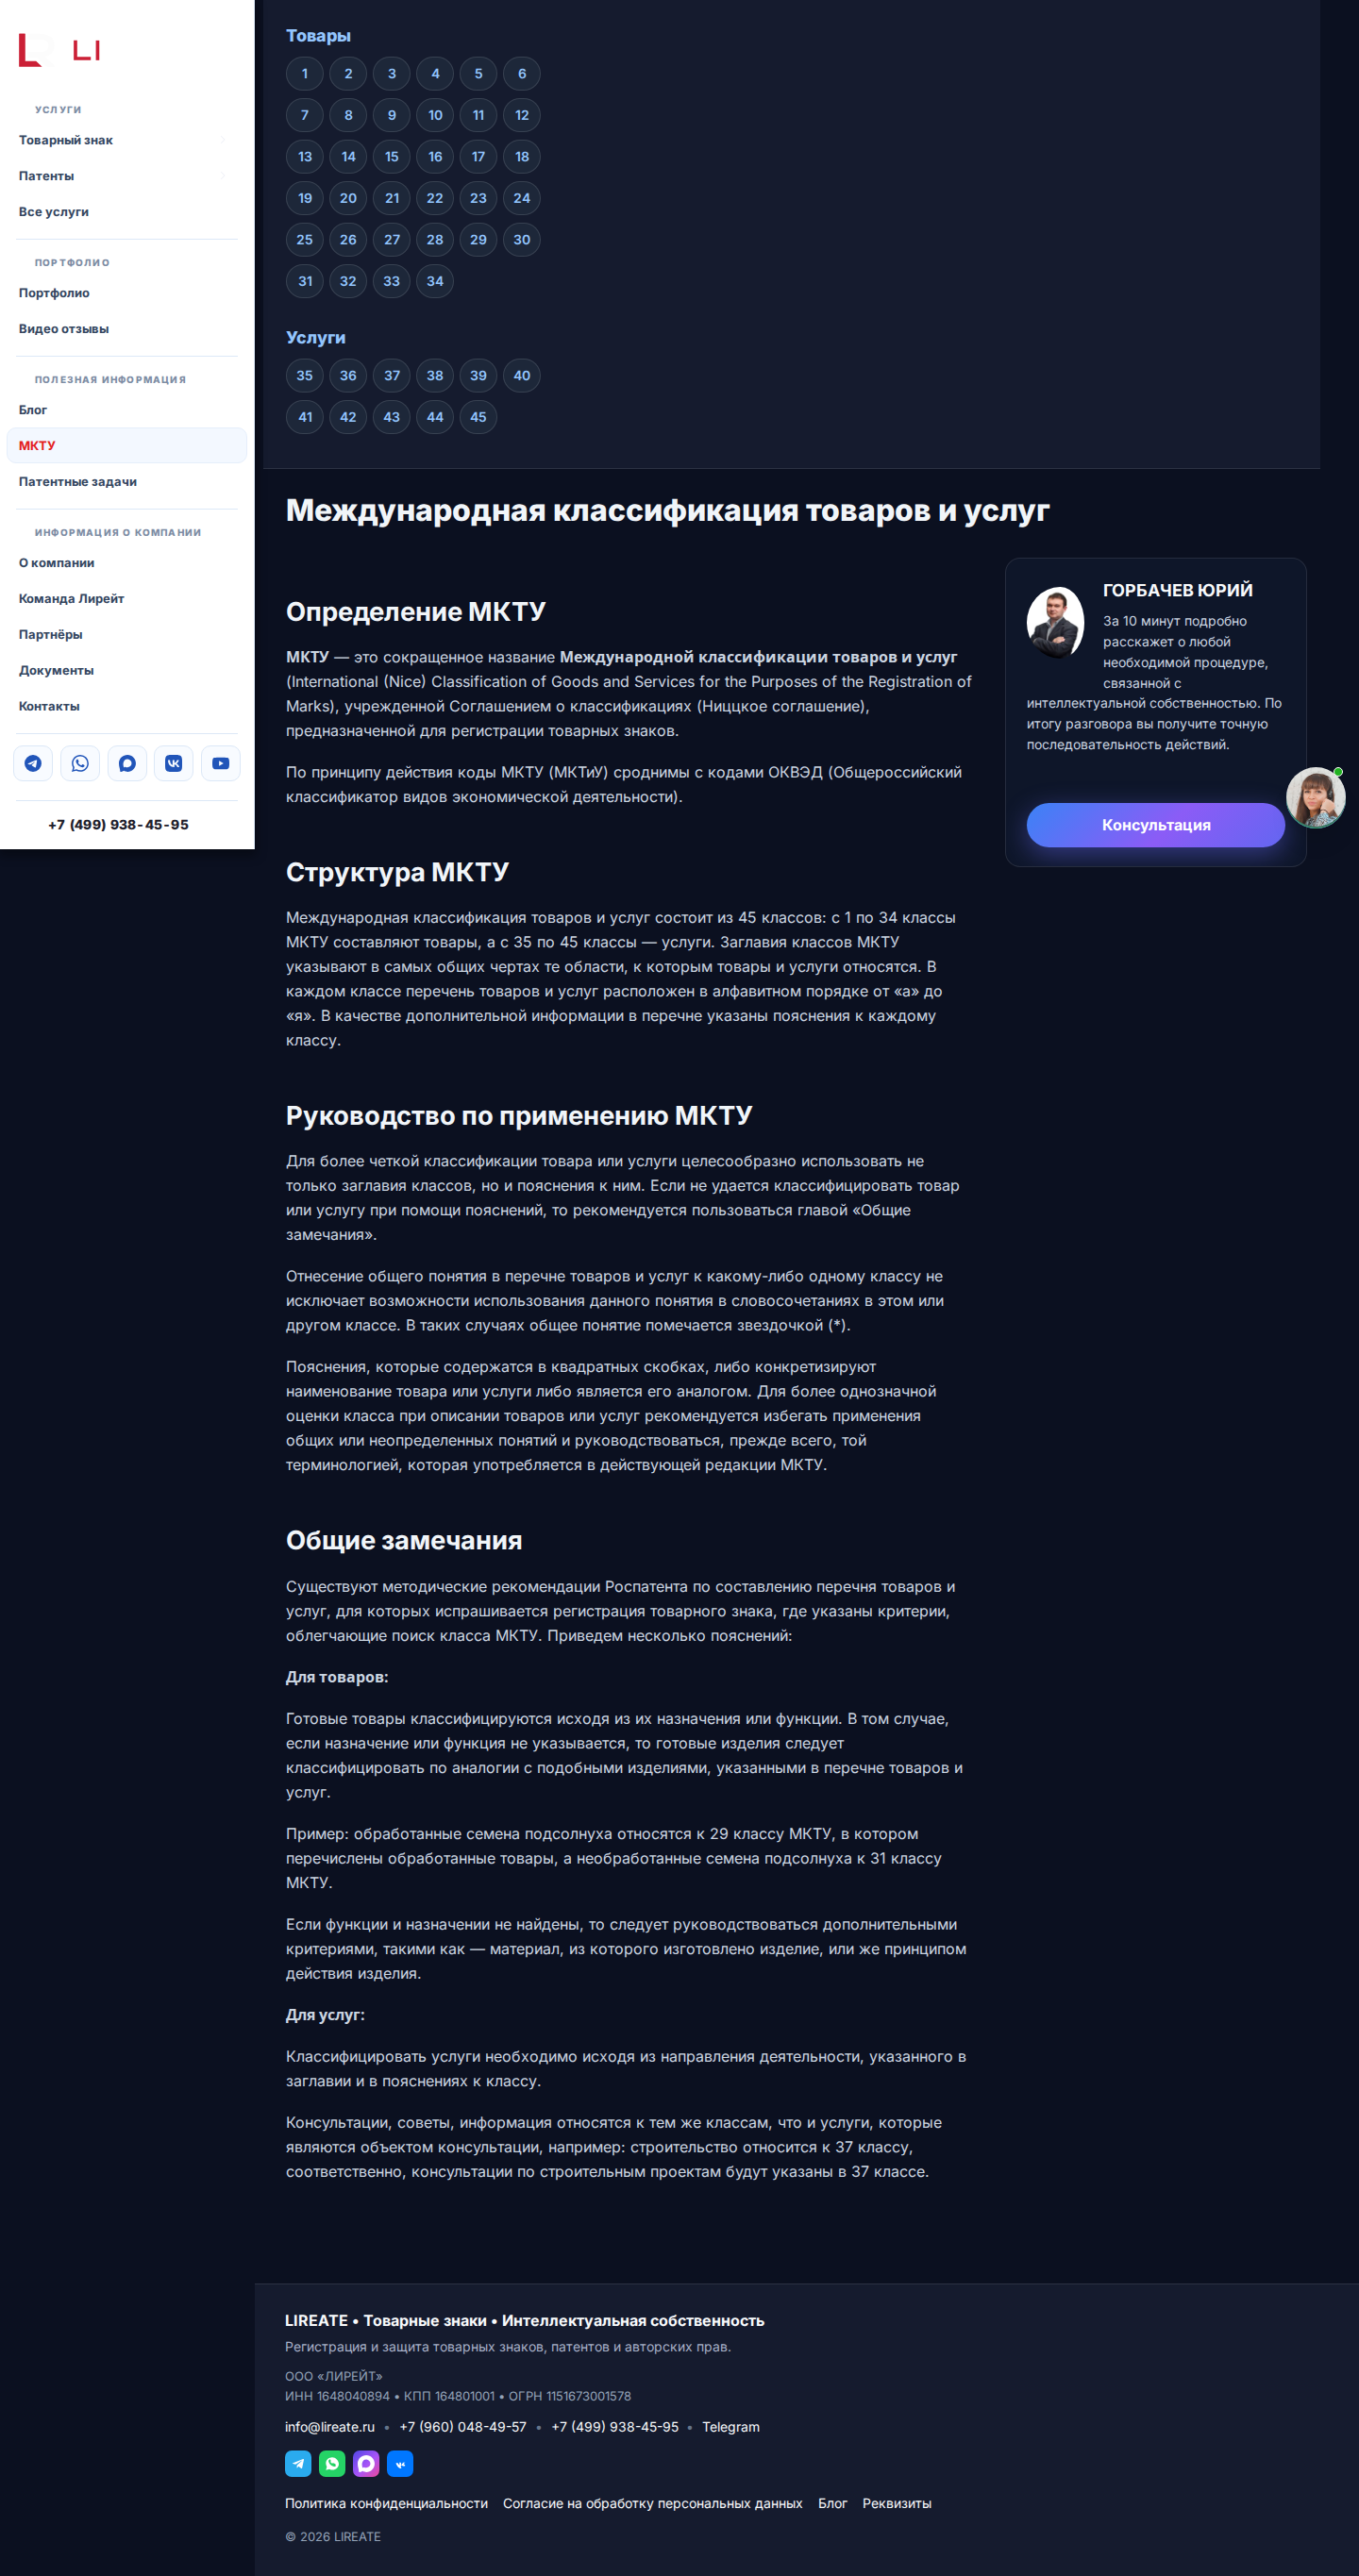 LI
УСЛУГИ
Товарный знак
Патенты
Все услуги
ПОРТФОЛИО
Портфолио
Видео отзывы
ПОЛЕЗНАЯ ИНФОРМАЦИЯ
Блог
МКТУ
Патентные задачи
ИНФОРМАЦИЯ О КОМПАНИИ
О компании
Команда Лирейт
Партнёры
Документы
Контакты
+7 (499) 938-45-95
Товары
1 2 3 4 5 6
7 8 9 10 11 12
13 14 15 16 17 18
19 20 21 22 23 24
25 26 27 28 29 30
31 32 33 34
Услуги
35 36 37 38 39 40
41 42 43 44 45
Международная классификация товаров и услуг
Определение МКТУ
МКТУ — это сокращенное название Международной классификации товаров и услуг
(International (Nice) Classification of Goods and Services for the Purposes of the Registration of
Marks), учрежденной Соглашением о классификациях (Ниццкое соглашение),
предназначенной для регистрации товарных знаков.
По принципу действия коды МКТУ (МКТиУ) сродни­мы с кодами ОКВЭД (Общероссийский
классификатор видов экономической деятельности).
Структура МКТУ
Международная классификация товаров и услуг состоит из 45 классов: с 1 по 34 классы
МКТУ составляют товары, а с 35 по 45 классы — услуги. Заглавия классов МКТУ
указывают в самых общих чертах те области, к которым товары и услуги относятся. В
каждом классе перечень товаров и услуг расположен в алфавитном порядке от «а» до
«я». В качестве дополнительной информации в перечне указаны пояснения к каждому
классу.
Руководство по применению МКТУ
Для более четкой классификации товара или услуги целесообразно использовать не
только заглавия классов, но и пояснения к ним. Если не удается классифицировать товар
или услугу при помощи пояснений, то рекомендуется пользоваться главой «Общие
замечания».
Отнесение общего понятия в перечне товаров и услуг к какому-либо одному классу не
исключает возможности использования данного понятия в словосочетаниях в этом или
другом классе. В таких случаях общее понятие помечается звездочкой (*).
Пояснения, которые содержатся в квадратных скобках, либо конкретизируют
наименование товара или услуги либо является его аналогом. Для более однозначной
оценки класса при описании товаров или услуг рекомендуется избегать применения
общих или неопределенных понятий и руководствоваться, прежде всего, той
терминологией, которая употребляется в действующей редакции МКТУ.
Общие замечания
Существуют методические рекомендации Роспатента по составлению перечня товаров и
услуг, для которых испрашивается регистрация товарного знака, где указаны критерии,
облегчающие поиск класса МКТУ. Приведем несколько пояснений:
Для товаров:
Готовые товары классифицируются исходя из их назначения или функции. В том случае,
если назначение или функция не указывается, то готовые изделия следует
классифицировать по аналогии с подобными изделиями, указанными в перечне товаров и
услуг.
Пример: обработанные семена подсолнуха относятся к 29 классу МКТУ, в котором
перечислены обработанные товары, а необработанные семена подсолнуха к 31 классу
МКТУ.
Если функции и назначении не найдены, то следует руководствоваться дополнительными
критериями, такими как — материал, из которого изготовлено изделие, или же принципом
действия изделия.
Для услуг:
Классифицировать услуги необходимо исходя из направления деятельности, указанного в
заглавии и в пояснениях к классу.
Консультации, советы, информация относятся к тем же классам, что и услуги, которые
являются объектом консультации, например: строительство относится к 37 классу,
соответственно, консультации по строительным проектам будут указаны в 37 классе.
ГОРБАЧЕВ ЮРИЙ
За 10 минут подробно
расскажет о любой
необходимой процедуре,
связанной с
интеллектуальной собственностью. По
итогу разговора вы получите точную
последовательность действий.
Консультация
LIREATE • Товарные знаки • Интеллектуальная собственность
Регистрация и защита товарных знаков, патентов и авторских прав.
ООО «ЛИРЕЙТ»
ИНН 1648040894 • КПП 164801001 • ОГРН 1151673001578
info@lireate.ru • +7 (960) 048-49-57 • +7 (499) 938-45-95 • Telegram
Политика конфиденциальности Согласие на обработку персональных данных Блог Реквизиты
© 2026 LIREATE